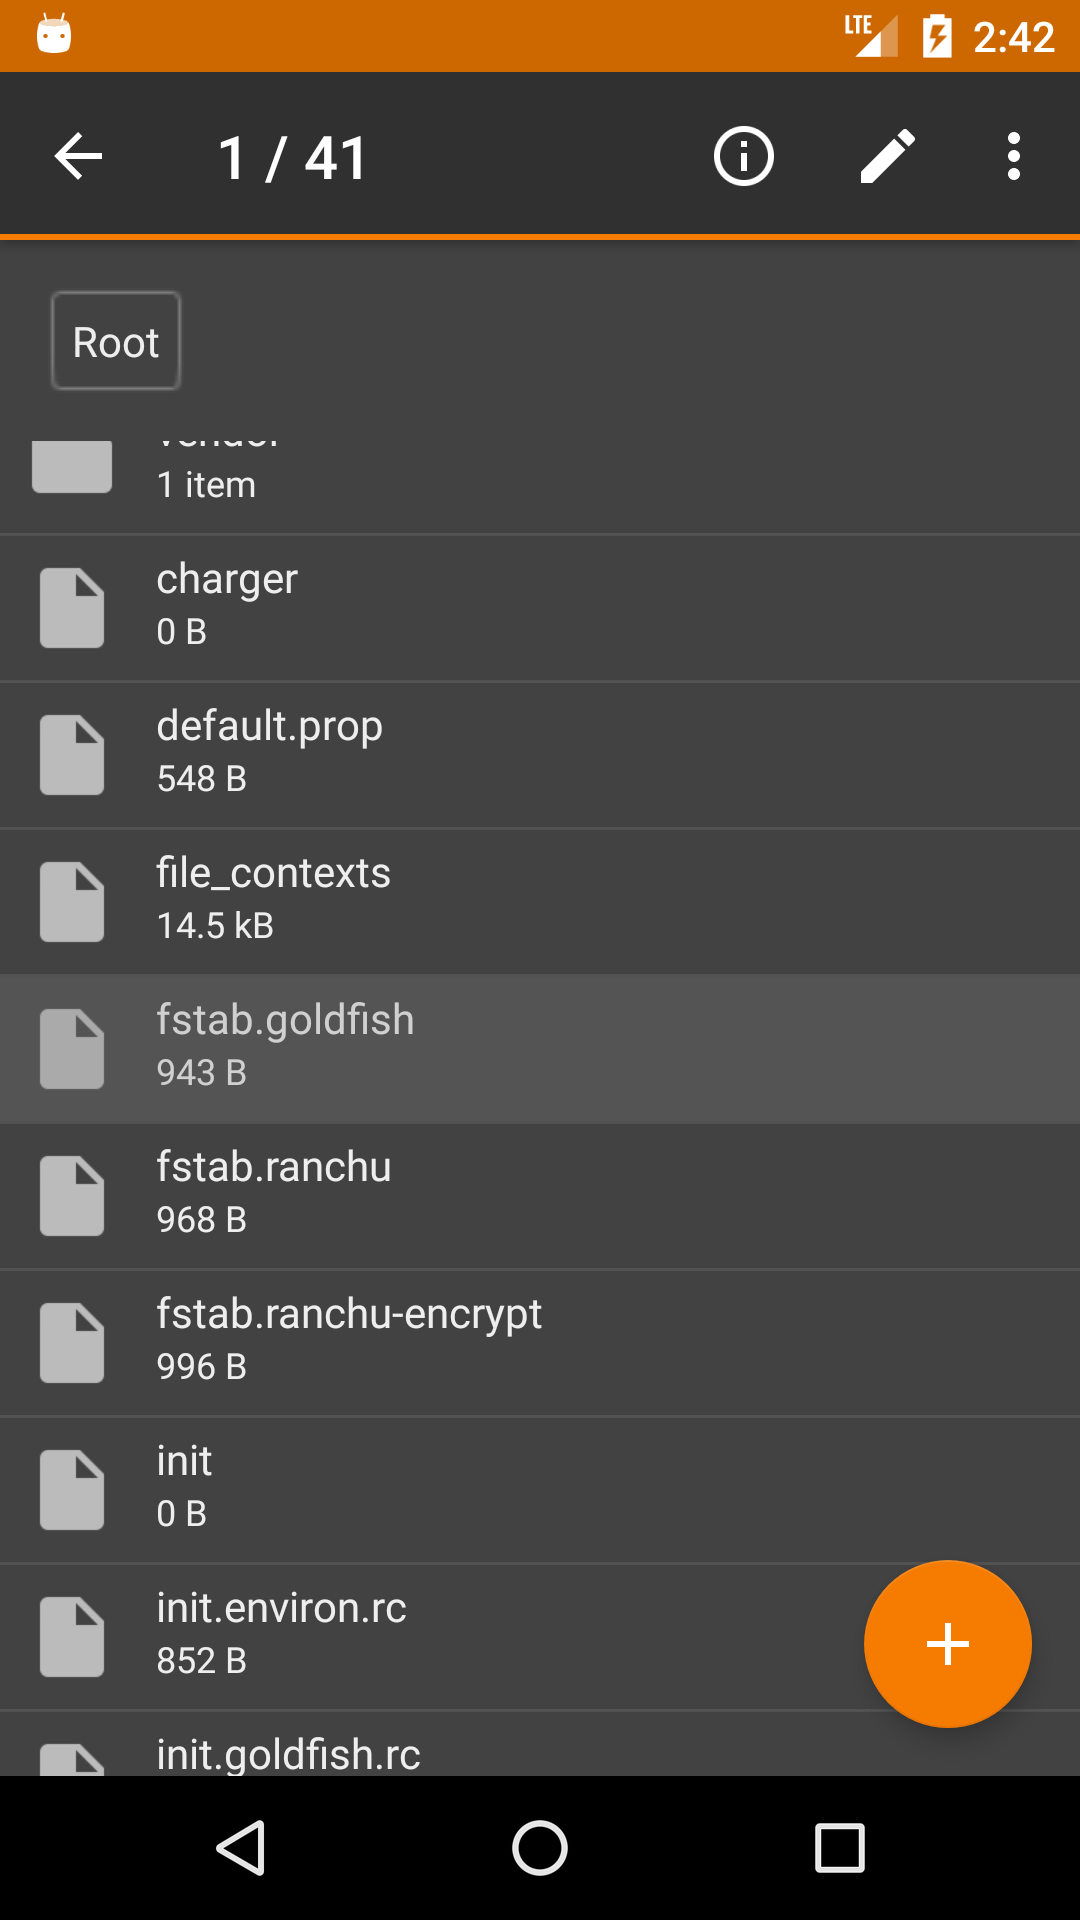 LTE 2:42
1 / 41
Root
vendor
1 item
charger
0 B
default.prop
548 B
file_contexts
14.5 kB
fstab.goldfish
943 B
fstab.ranchu
968 B
fstab.ranchu-encrypt
996 B
init
0 B
init.environ.rc
852 B
init.goldfish.rc